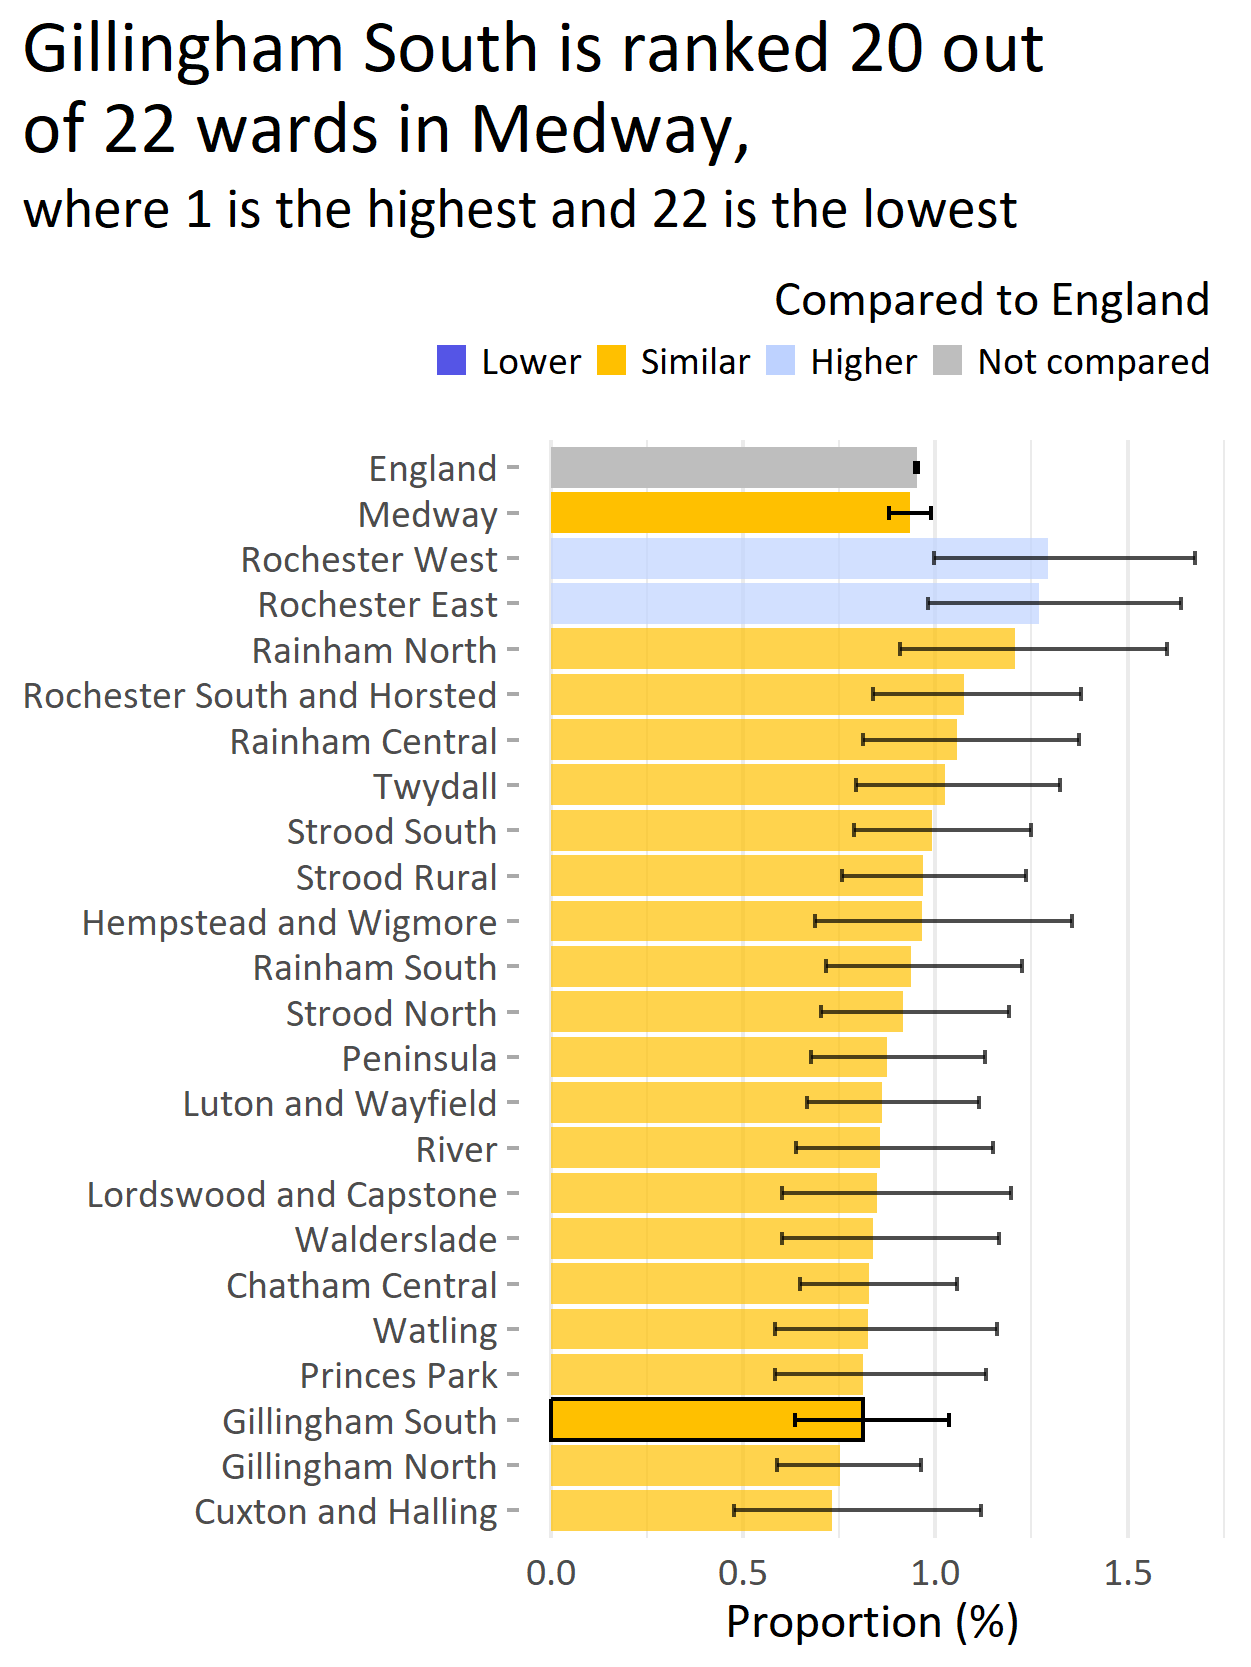 Gillingham South is ranked 20 out
of 22 wards in Medway,
where 1 is the highest and 22 is the lowest
Compared to England
Lower Similar Higher Not compared
England
Medway
Rochester West
Rochester East
Rainham North
Rochester South and Horsted
Rainham Central
Twydall
Strood South
Strood Rural
Hempstead and Wigmore
Rainham South
Strood North
Peninsula
Luton and Wayfield
River
Lordswood and Capstone
Walderslade
Chatham Central
Watling
Princes Park
Gillingham South
Gillingham North
Cuxton and Halling
0.0 0.5 1.0 1.5
Proportion (%)